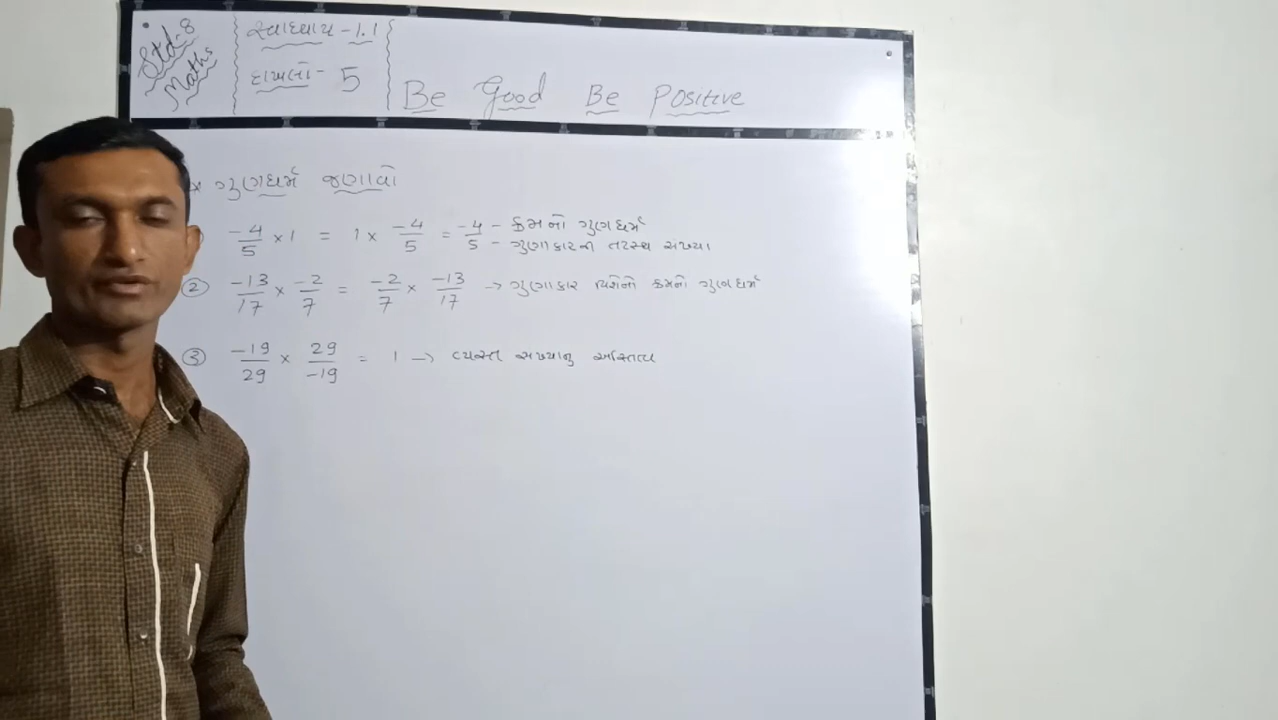 Std-8
Maths
સ્વાધ્યાય - 1.1
દાખલો - 5
Be Good Be Positive
* ગુણધર્મ જણાવો
-4/5 × 1 = 1 × -4/5 = -4/5 - ક્રમનો ગુણધર્મ
- ગુણાકારની તટસ્થ સંખ્યા
② -13/17 × -2/7 = -2/7 × -13/17 → ગુણાકાર વિશેનો ક્રમનો ગુણધર્મ
③ -19/29 × 29/-19 = 1 → વ્યસ્ત સંખ્યાનુ અસ્તિત્વ